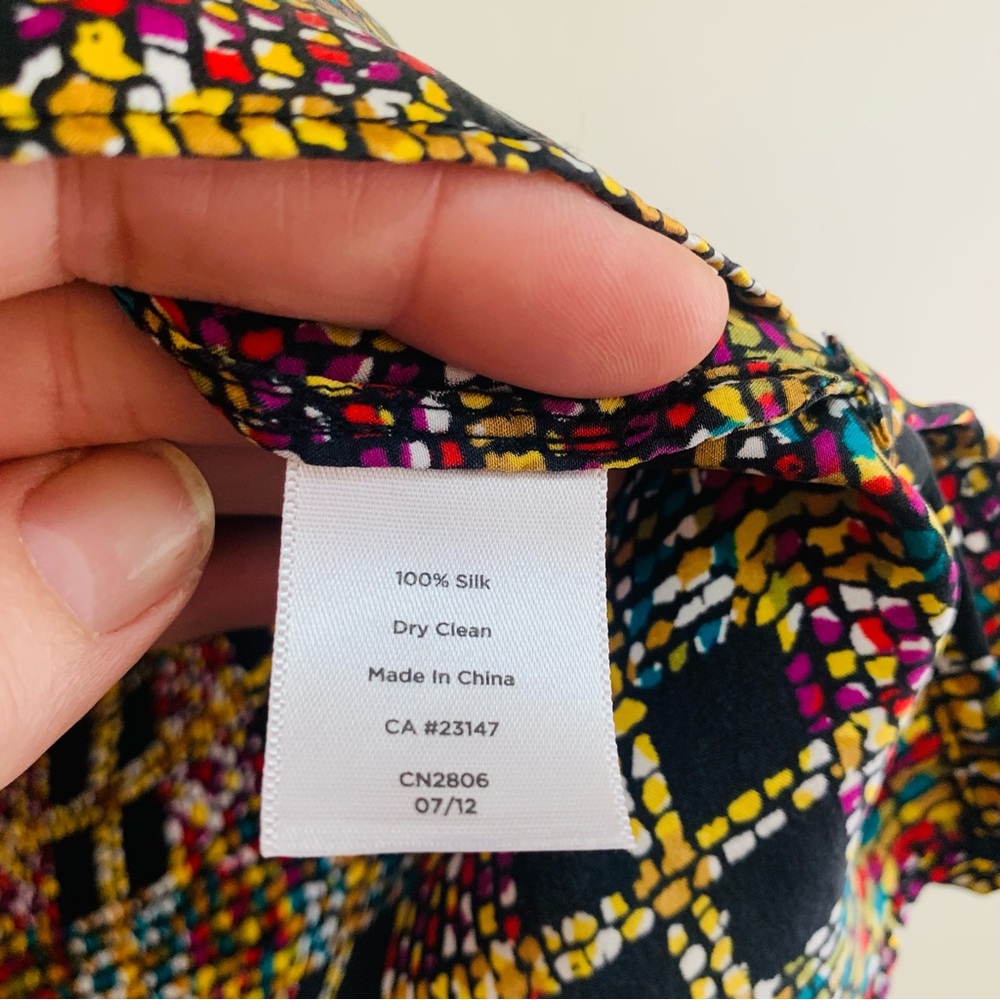 100% Silk
Dry Clean
Made In China
CA #23147
CN2806
07/12